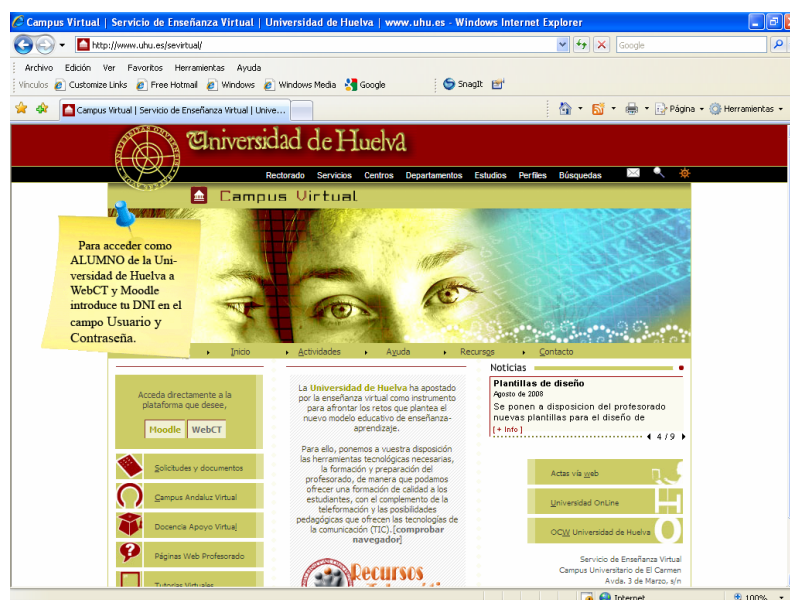 Campus Virtual | Servicio de Enseñanza Virtual | Universidad de Huelva | www.uhu.es - Windows Internet Explorer
http://www.uhu.es/sevirtual/
Google
Archivo Edición Ver Favoritos Herramientas Ayuda
Vínculos Customize Links Free Hotmail Windows Windows Media Google SnagIt
Campus Virtual | Servicio de Enseñanza Virtual | Unive...
Página Herramientas
Universidad de Huelva
Rectorado Servicios Centros Departamentos Estudios Perfiles Búsquedas
Campus Virtual
Para acceder como
ALUMNO de la Uni-
versidad de Huelva a
WebCT y Moodle
introduce tu DNI en el
campo Usuario y
Contraseña.
Inicio Actividades Ayuda Recursos Contacto
Acceda directamente a la
plataforma que desee,
Moodle WebCT
Solicitudes y documentos
Campus Andaluz Virtual
Docencia Apoyo Virtual
Páginas Web Profesorado
Tutorías Virtuales
La Universidad de Huelva ha apostado
por la enseñanza virtual como instrumento
para afrontar los retos que plantea el
nuevo modelo educativo de enseñanza-
aprendizaje.
Para ello, ponemos a vuestra disposición
las herramientas tecnológicas necesarias,
la formación y preparación del
profesorado, de manera que podamos
ofrecer una formación de calidad a los
estudiantes, con el complemento de la
teleformación y las posibilidades
pedagógicas que ofrecen las tecnologías de
la comunicación (TIC).[comprobar
navegador]
Recursos
Noticias
Plantillas de diseño
Agosto de 2008
Se ponen a disposicion del profesorado
nuevas plantillas para el diseño de
[+ Info]
4 / 9
Actas vía web
Universidad OnLine
OCW Universidad de Huelva
Servicio de Enseñanza Virtual
Campus Universitario de El Carmen
Avda. 3 de Marzo, s/n
Internet 100%